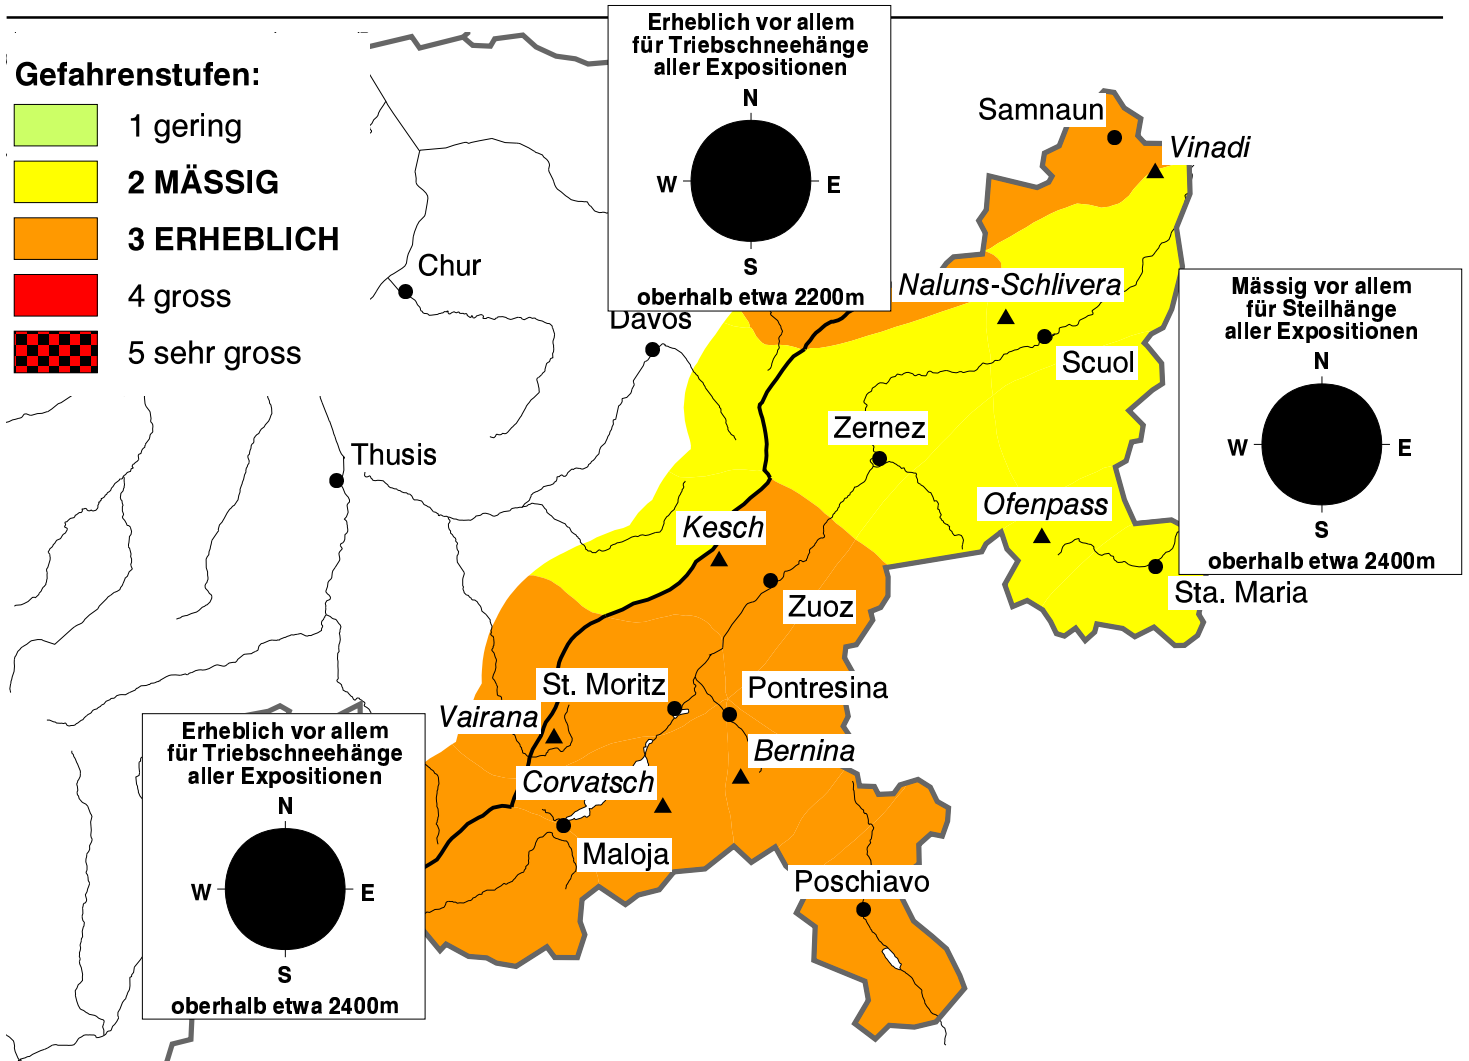 Gefahrenstufen:
1 gering
2 MÄSSIG
3 ERHEBLICH
4 gross
5 sehr gross
Erheblich vor allem
für Triebschneehänge
aller Expositionen
N
W E
S
oberhalb etwa 2200m
Samnaun
Vinadi
Chur
Naluns-Schlivera
Davos
Scuol
Mässig vor allem
für Steilhänge
aller Expositionen
N
W E
S
oberhalb etwa 2400m
Zernez
Thusis
Ofenpass
Kesch
Sta. Maria
Zuoz
St. Moritz
Pontresina
Vairana
Bernina
Corvatsch
Maloja
Poschiavo
Erheblich vor allem
für Triebschneehänge
aller Expositionen
N
W E
S
oberhalb etwa 2400m